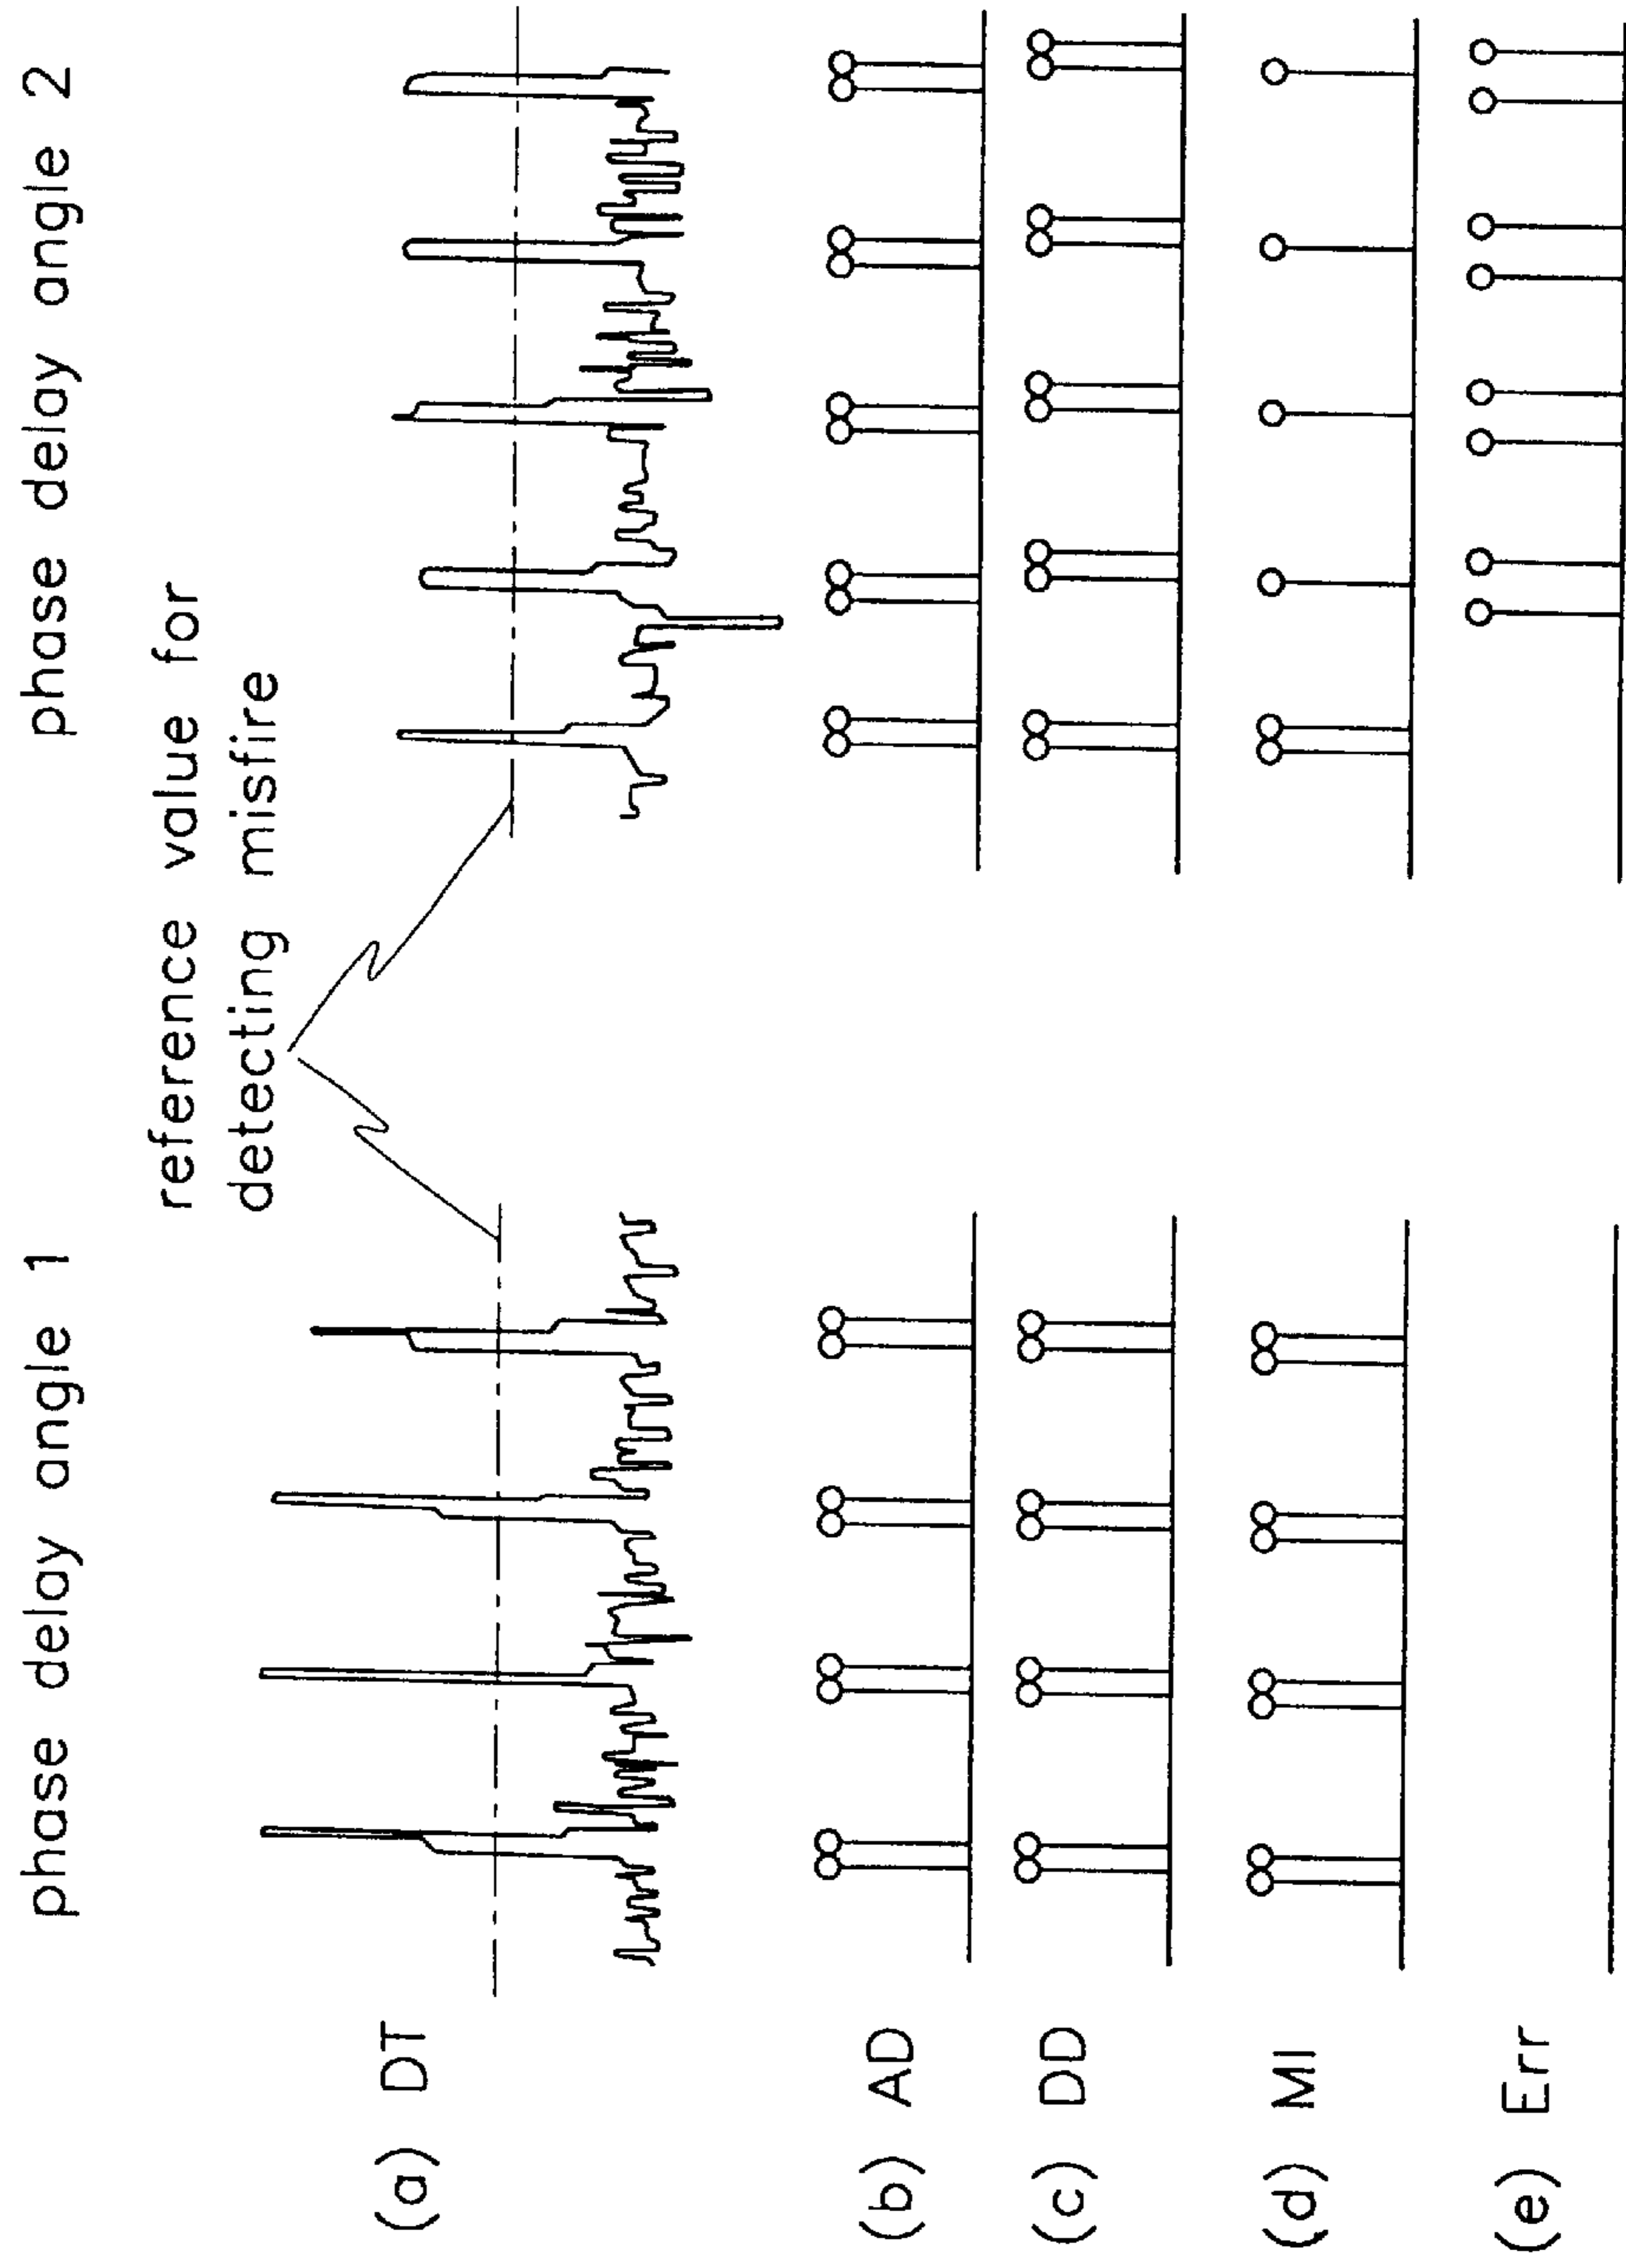 phase delay angle 1
phase delay angle 2
reference value for
detecting misfire
(a) DT
(b) AD
(c) DD
(d) MI
(e) Err